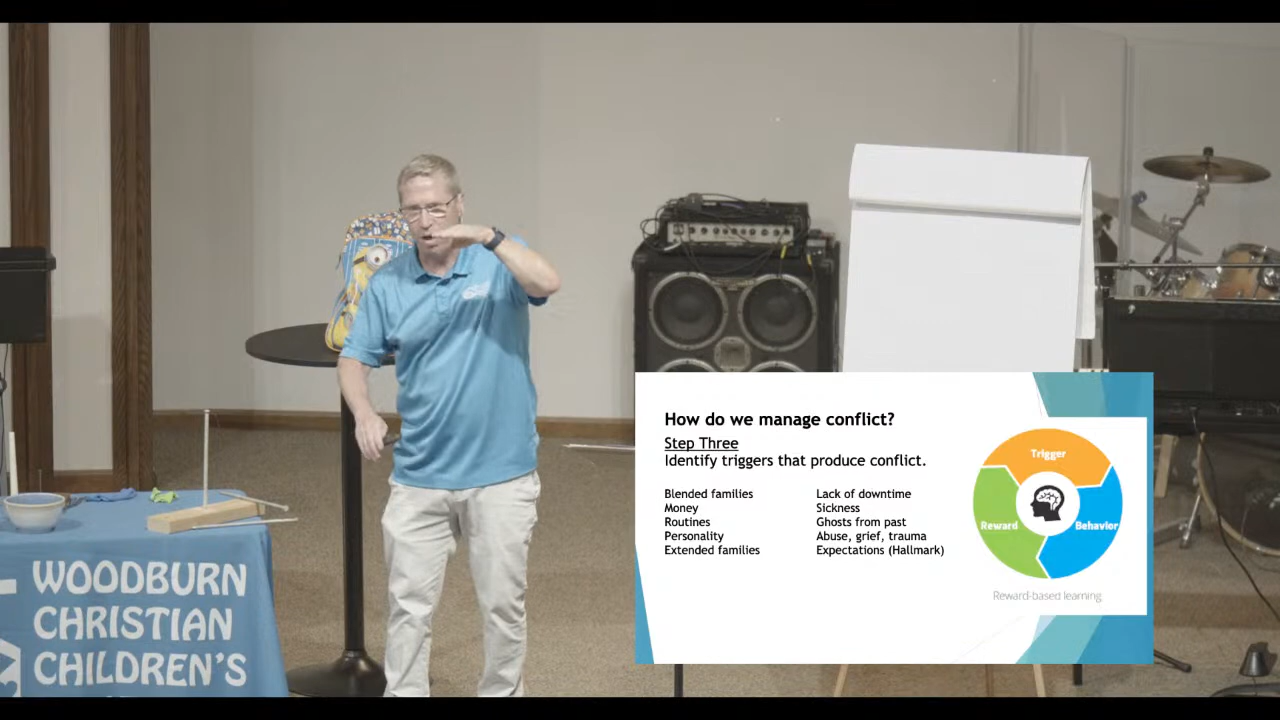 How do we manage conflict?
Step Three
Identify triggers that produce conflict.
Blended families
Money
Routines
Personality
Extended families
Lack of downtime
Sickness
Ghosts from past
Abuse, grief, trauma
Expectations (Hallmark)
Trigger
Reward
Behavior
Reward-based learning
WOODBURN
CHRISTIAN
CHILDREN'S